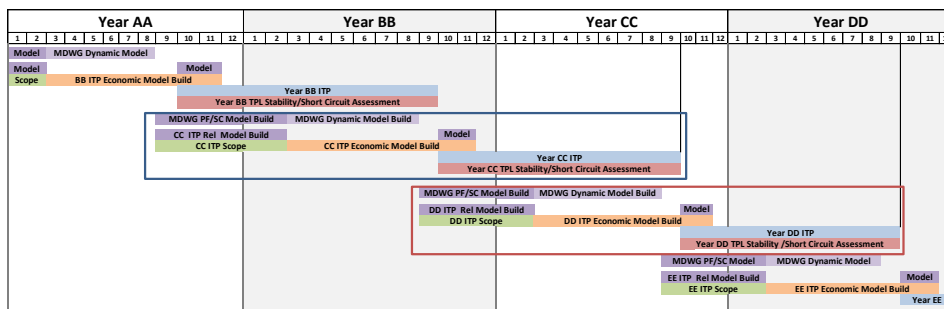 Year AA Year BB Year CC Year DD
1 2 3 4 5 6 7 8 9 10 11 12 1 2 3 4 5 6 7 8 9 10 11 12 1 2 3 4 5 6 7 8 9 10 11 12 1 2 3 4 5 6 7 8 9 10 11 12
Model MDWG Dynamic Model
Model Model
Scope BB ITP Economic Model Build
Year BB ITP
Year BB TPL Stability/Short Circuit Assessment
MDWG PF/SC Model Build MDWG Dynamic Model Build
CC ITP Rel Model Build Model
CC ITP Scope CC ITP Economic Model Build
Year CC ITP
Year CC TPL Stability/Short Circuit Assessment
MDWG PF/SC Model Build MDWG Dynamic Model Build
DD ITP Rel Model Build Model
DD ITP Scope DD ITP Economic Model Build
Year DD ITP
Year DD TPL Stability /Short Circuit Assessment
MDWG PF/SC Model MDWG Dynamic Model
EE ITP Rel Model Build Model
EE ITP Scope EE ITP Economic Model Build
Year EE